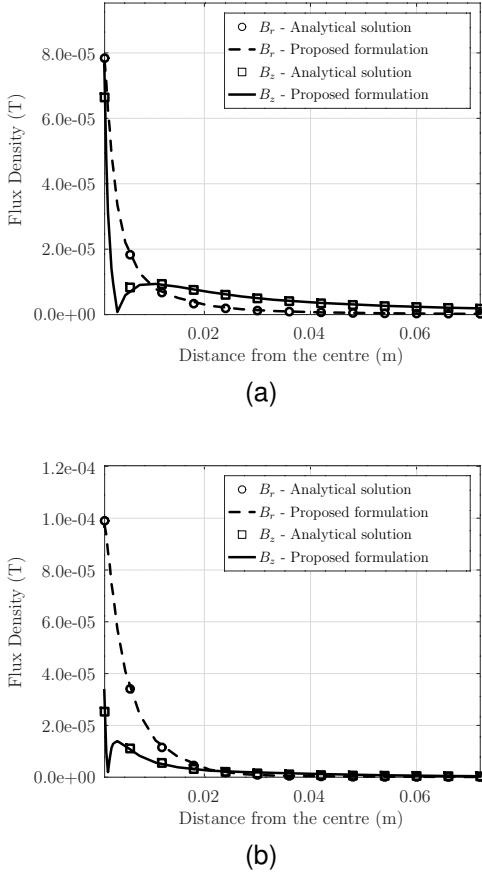 8.0e-05
6.0e-05
4.0e-05
2.0e-05
0.0e+00
Flux Density (T)
B_r - Analytical solution
B_r - Proposed formulation
B_z - Analytical solution
B_z - Proposed formulation
0.02
0.04
0.06
Distance from the centre (m)
(a)
1.2e-04
1.0e-04
8.0e-05
6.0e-05
4.0e-05
2.0e-05
0.0e+00
Flux Density (T)
B_r - Analytical solution
B_r - Proposed formulation
B_z - Analytical solution
B_z - Proposed formulation
0.02
0.04
0.06
Distance from the centre (m)
(b)